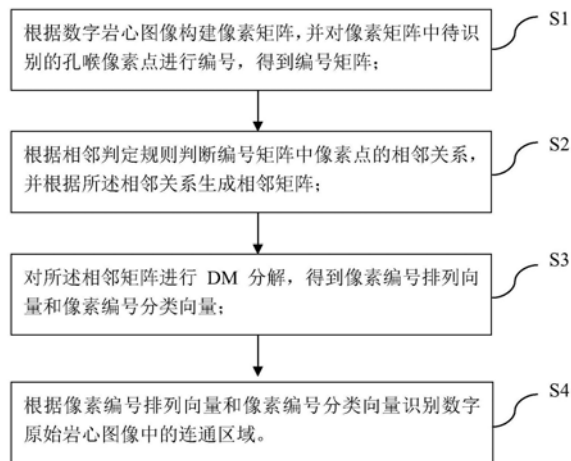 根据数字岩心图像构建像素矩阵,并对像素矩阵中待识
别的孔喉像素点进行编号,得到编号矩阵;
S1
根据相邻判定规则判断编号矩阵中像素点的相邻关系,
并根据所述相邻关系生成相邻矩阵;
S2
对所述相邻矩阵进行 DM 分解,得到像素编号排列向
量和像素编号分类向量;
S3
根据像素编号排列向量和像素编号分类向量识别数字
原始岩心图像中的连通区域。
S4